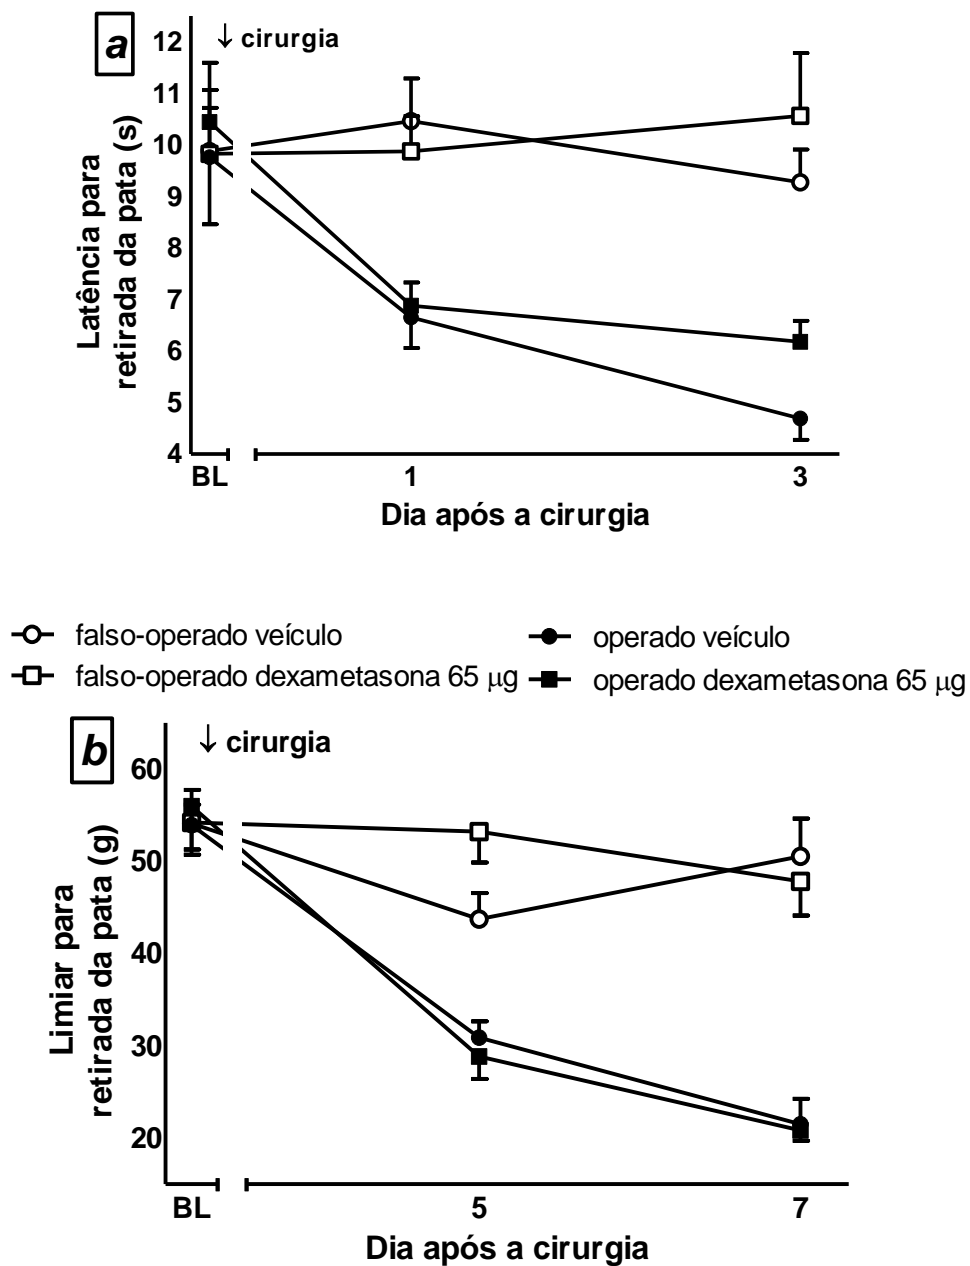 a
↓ cirurgia
12
11
10
9
8
7
6
5
4
Latência para
retirada da pata (s)
BL
1
3
Dia após a cirurgia
falso-operado veículo
operado veículo
falso-operado dexametasona 65 μg
operado dexametasona 65 μg
b
↓ cirurgia
60
50
40
30
20
Limiar para
retirada da pata (g)
BL
5
7
Dia após a cirurgia